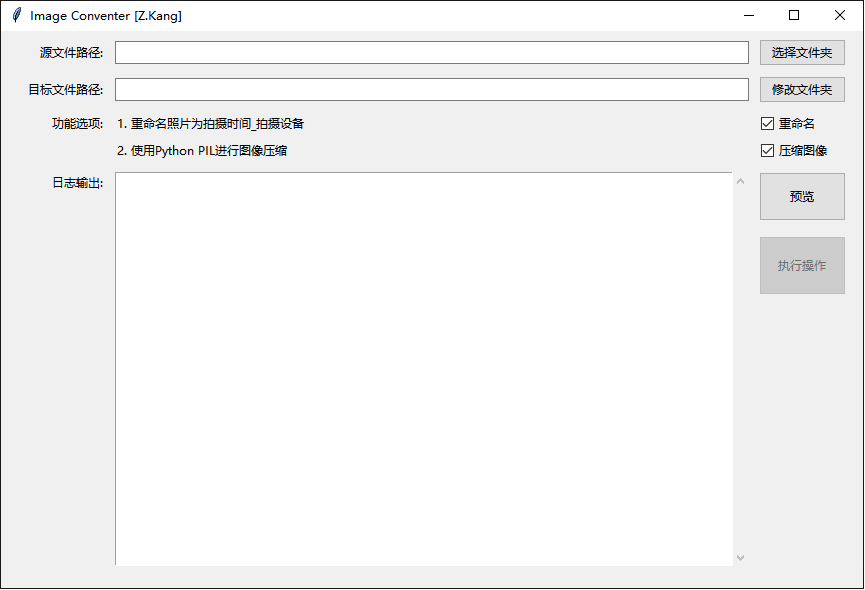 Image Conventer [Z.Kang]
源文件路径: 选择文件夹
目标文件路径: 修改文件夹
功能选项: 1. 重命名照片为拍摄时间_拍摄设备 重命名
2. 使用Python PIL进行图像压缩 压缩图像
日志输出: 预览
执行操作